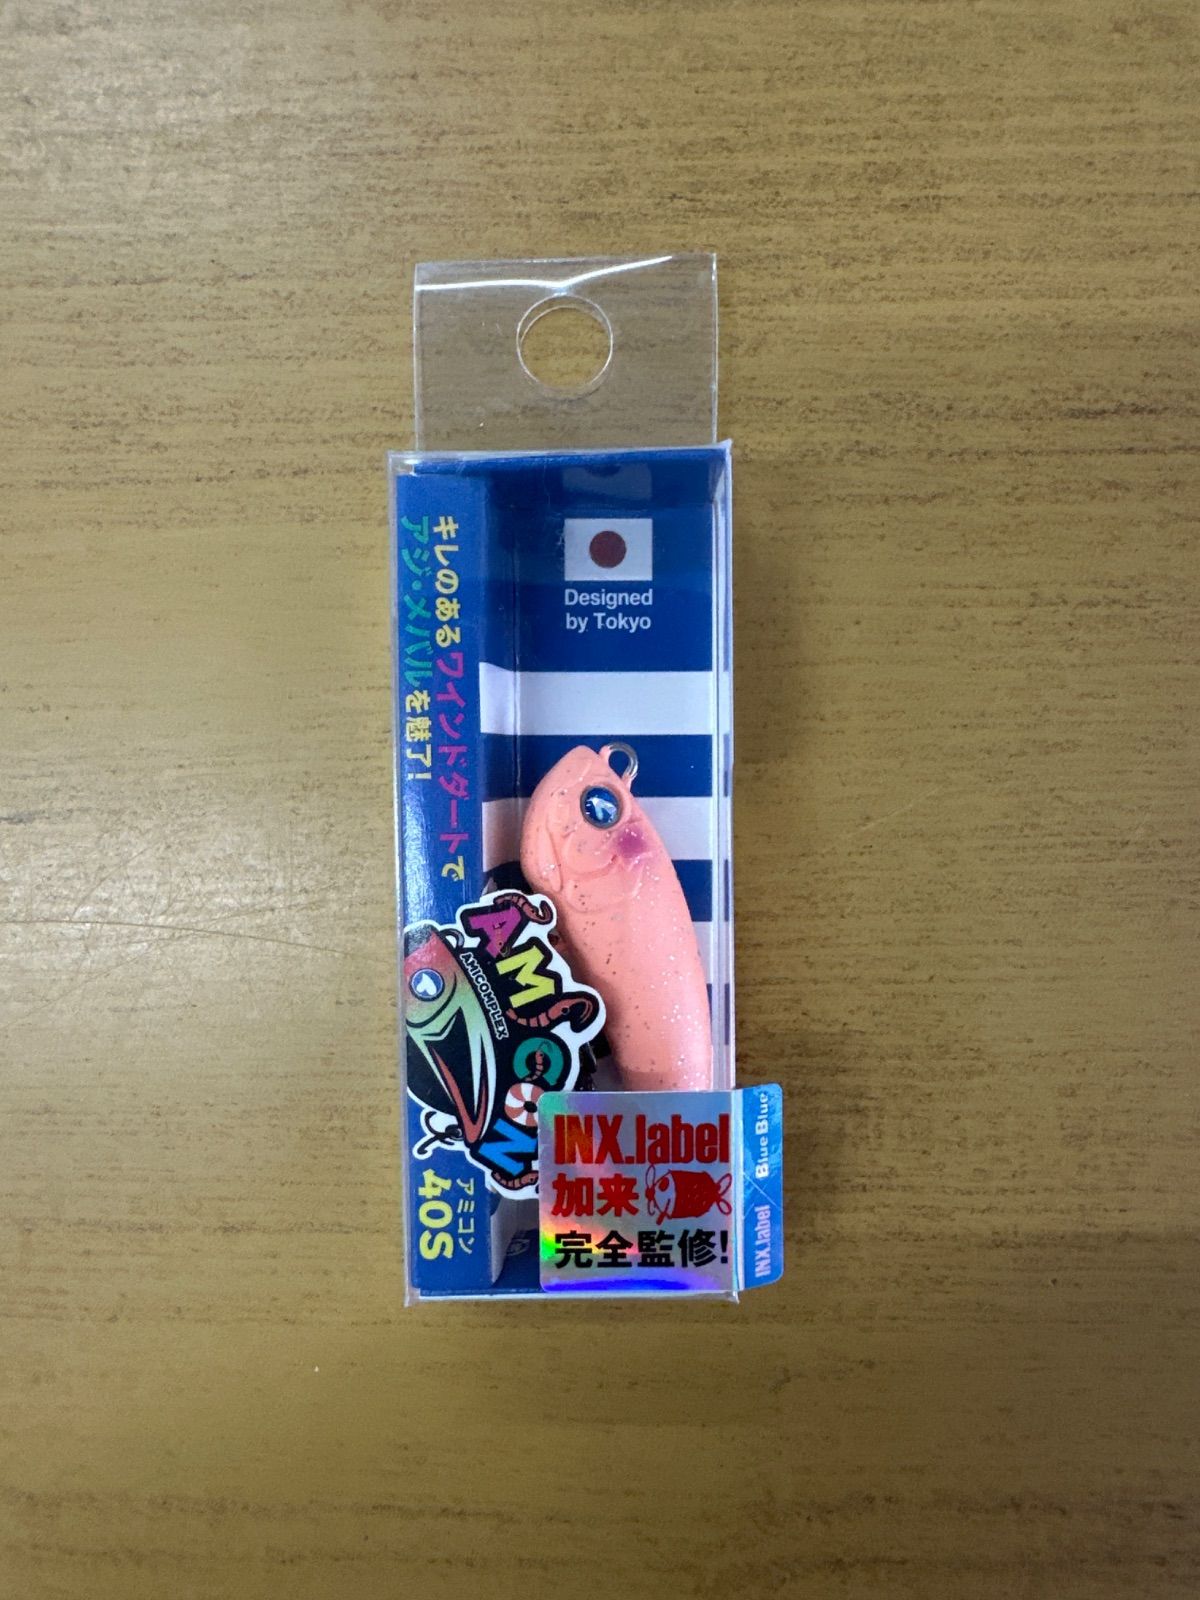 Designed
by Tokyo
キレのあるワインドダートで
アジ・メバルを魅了!
AMICON
AMICOMPLEX
アミコン
40S
INX.label
加来
完全監修!
INX.label BlueBlue